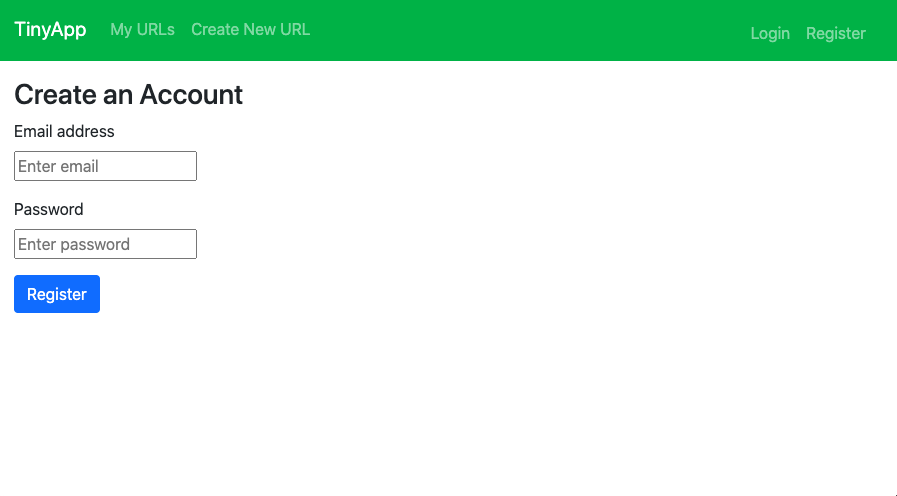 TinyApp My URLs Create New URL Login Register
Create an Account
Email address
Enter email
Password
Enter password
Register